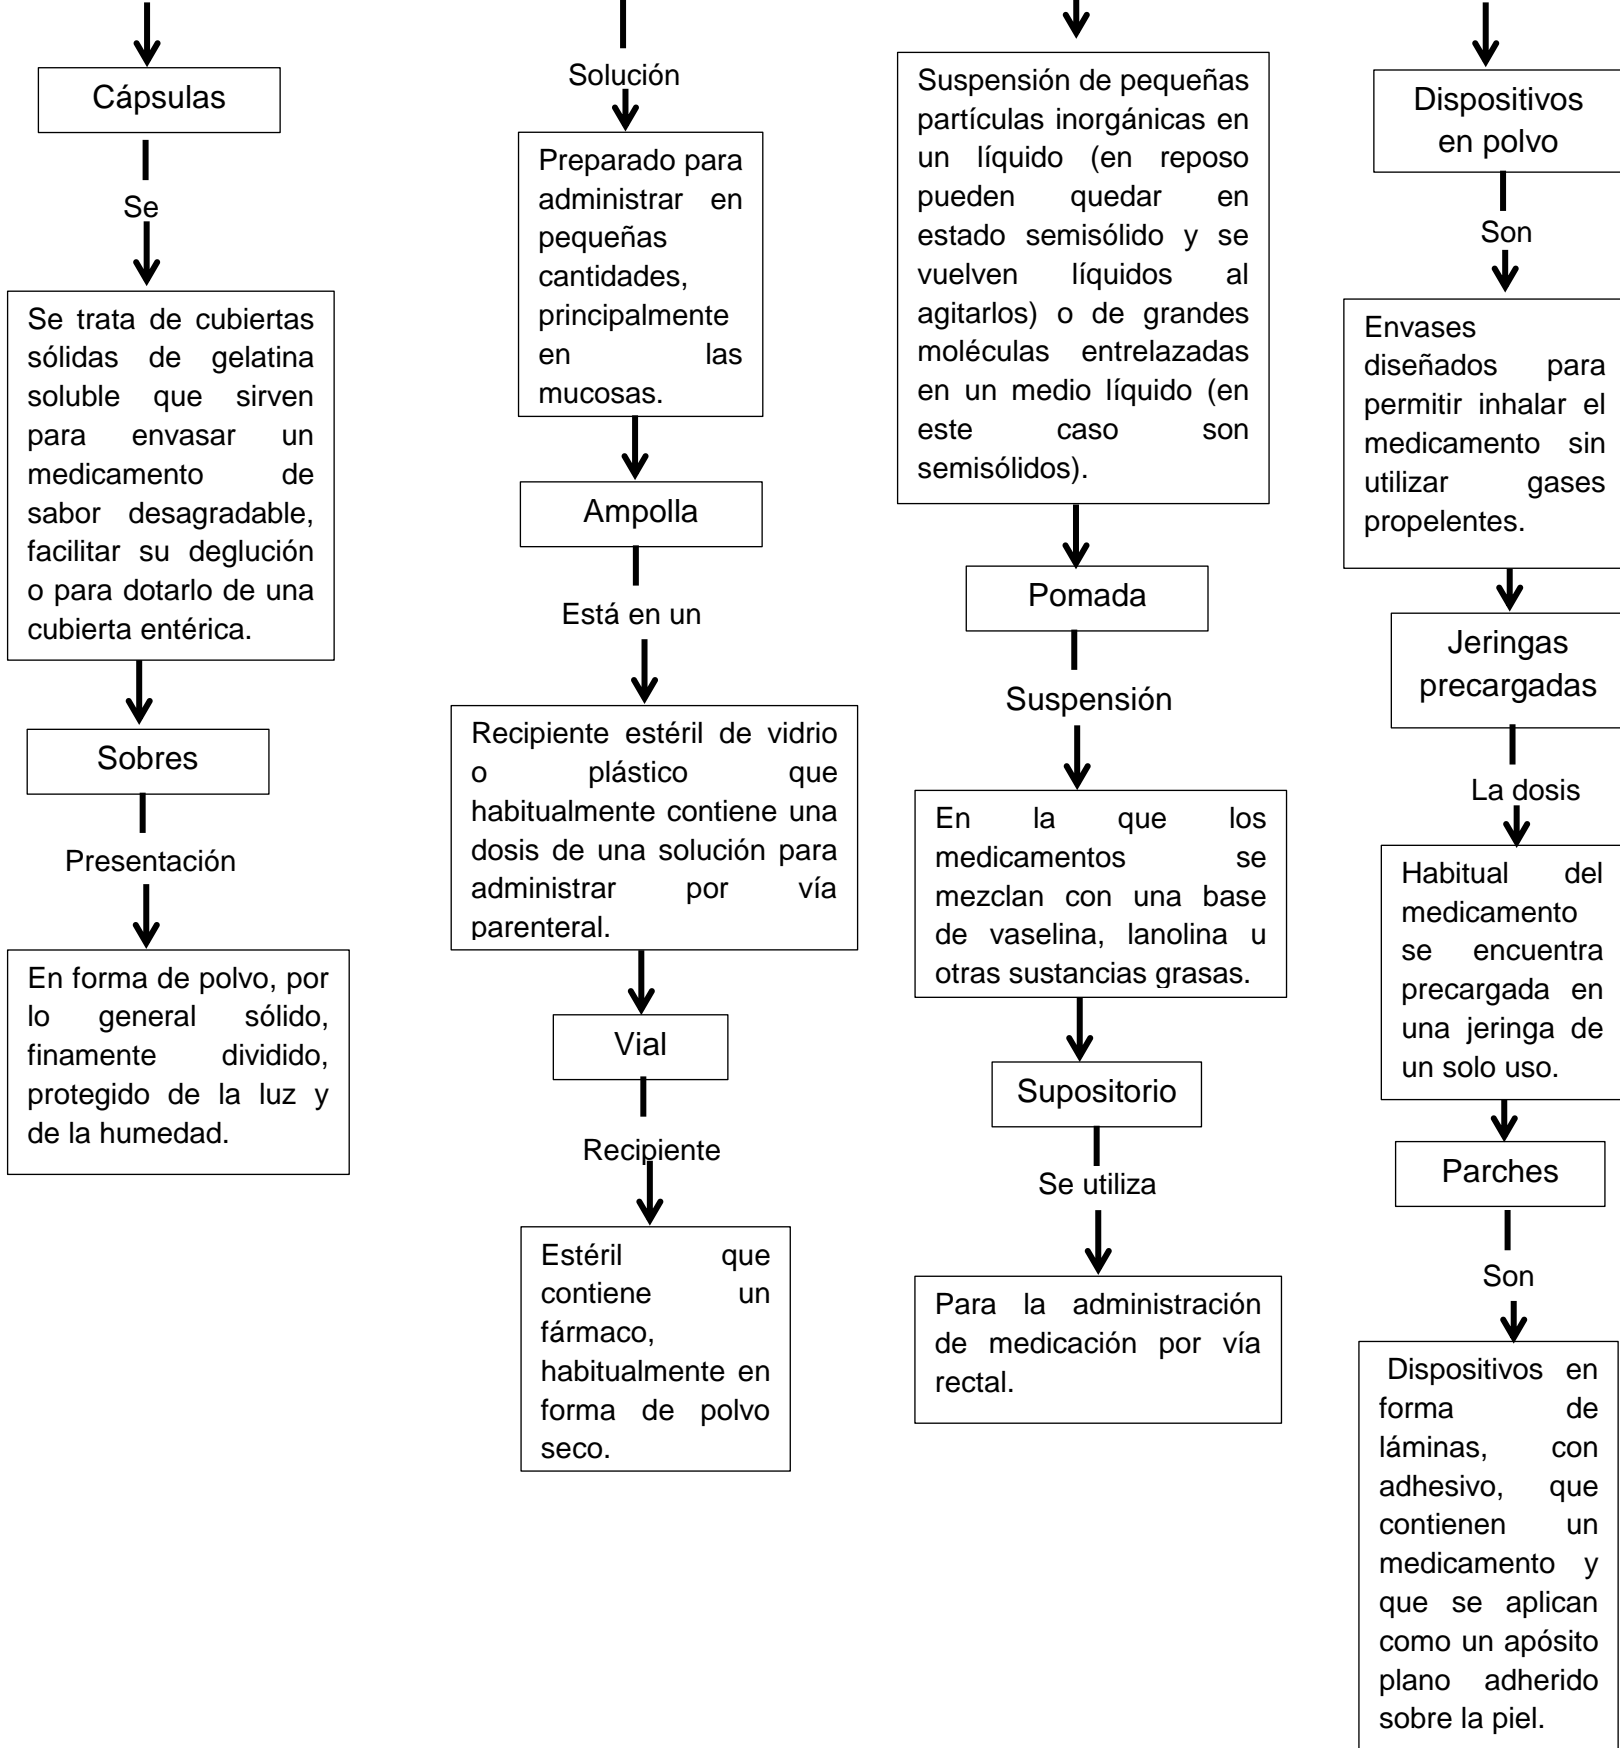 Cápsulas
Se
Se trata de cubiertas
sólidas de gelatina
soluble que sirven
para envasar un
medicamento de
sabor desagradable,
facilitar su deglución
o para dotarlo de una
cubierta entérica.
Sobres
Presentación
En forma de polvo, por
lo general sólido,
finamente dividido,
protegido de la luz y
de la humedad.
Solución
Preparado para
administrar en
pequeñas
cantidades,
principalmente
en las
mucosas.
Ampolla
Está en un
Recipiente estéril de vidrio
o plástico que
habitualmente contiene una
dosis de una solución para
administrar por vía
parenteral.
Vial
Recipiente
Estéril que
contiene un
fármaco,
habitualmente en
forma de polvo
seco.
Suspensión de pequeñas
partículas inorgánicas en
un líquido (en reposo
pueden quedar en
estado semisólido y se
vuelven líquidos al
agitarlos) o de grandes
moléculas entrelazadas
en un medio líquido (en
este caso son
semisólidos).
Pomada
Suspensión
En la que los
medicamentos se
mezclan con una base
de vaselina, lanolina u
otras sustancias grasas.
Supositorio
Se utiliza
Para la administración
de medicación por vía
rectal.
Dispositivos
en polvo
Son
Envases
diseñados para
permitir inhalar el
medicamento sin
utilizar gases
propelentes.
Jeringas
precargadas
La dosis
Habitual del
medicamento
se encuentra
precargada en
una jeringa de
un solo uso.
Parches
Son
Dispositivos en
forma de
láminas, con
adhesivo, que
contienen un
medicamento y
que se aplican
como un apósito
plano adherido
sobre la piel.